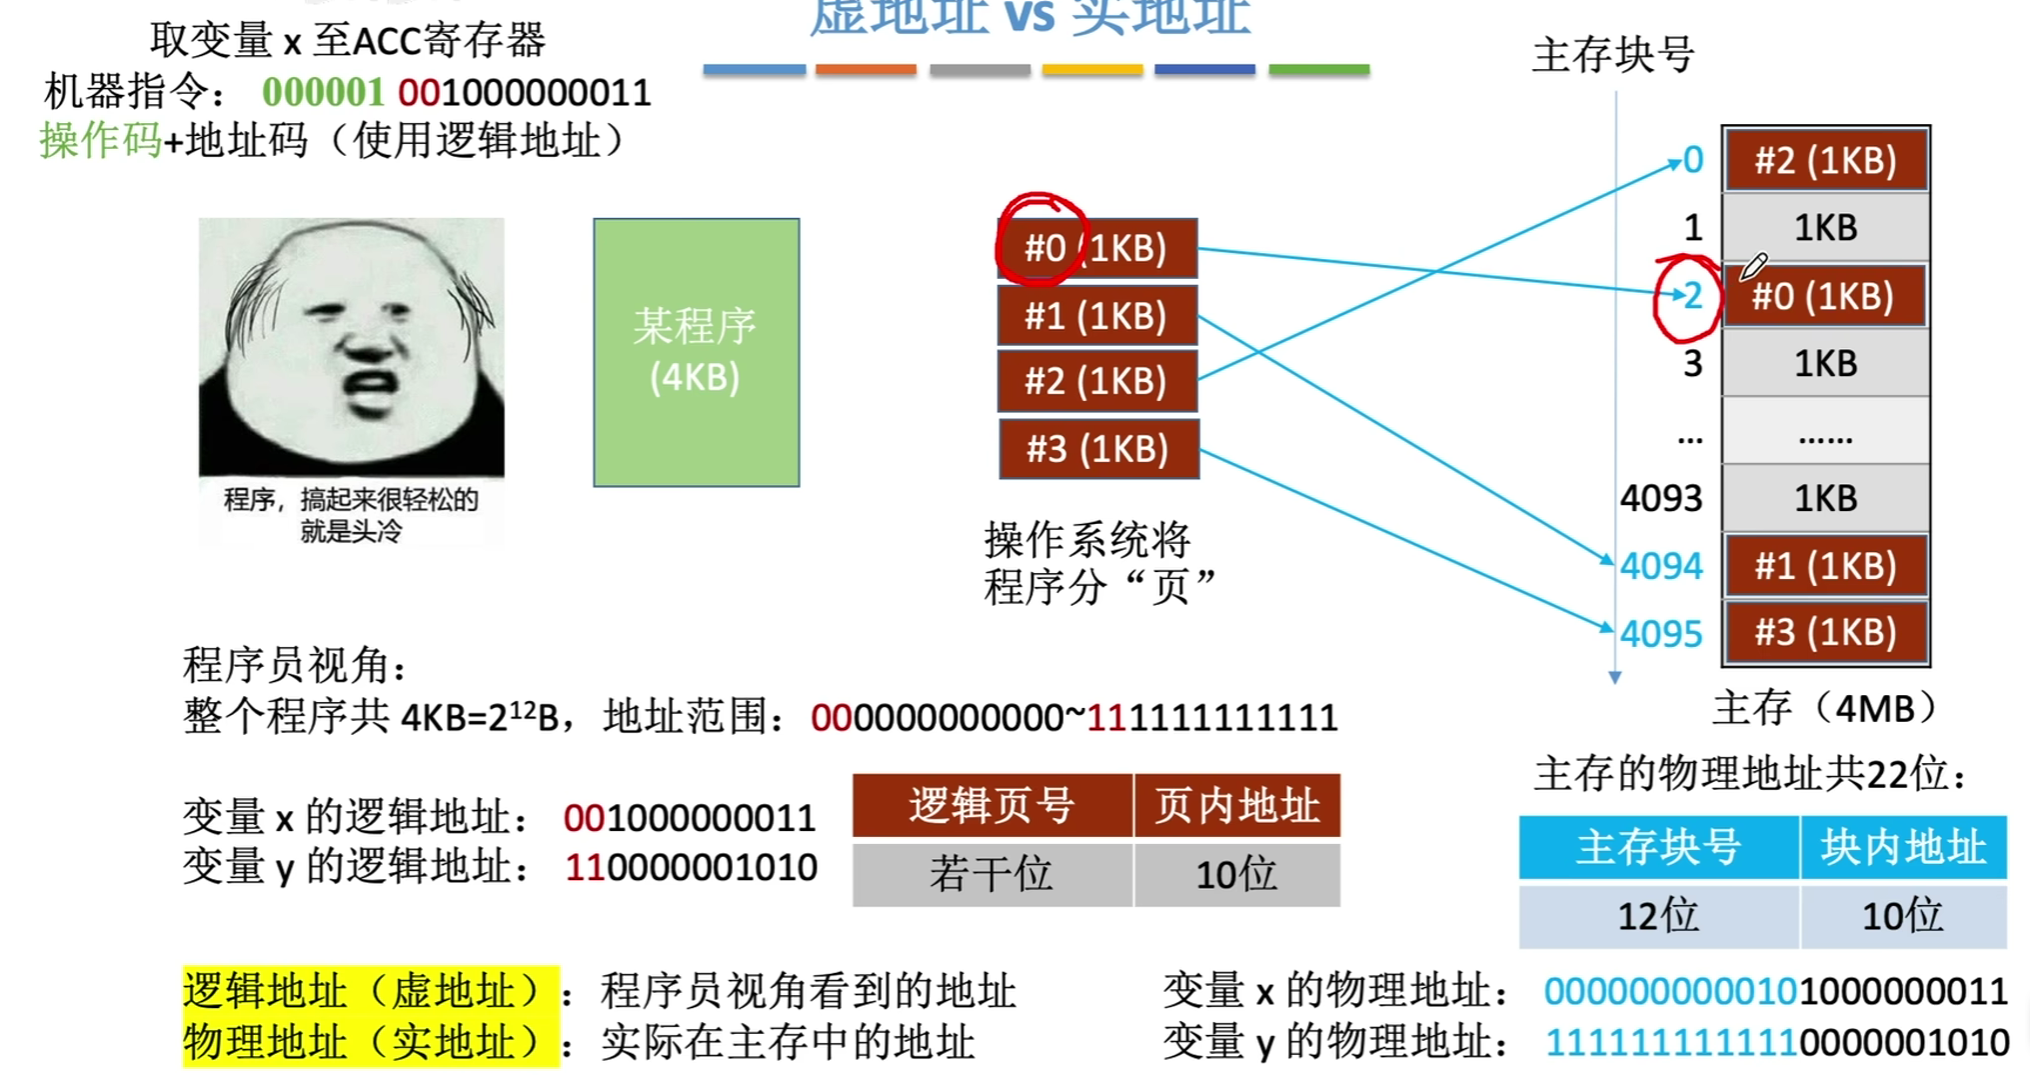 虚地址 vs 实地址
取变量 x 至ACC寄存器
机器指令： 000001 001000000011
操作码+地址码（使用逻辑地址）
程序，搞起来很轻松的
就是头冷
某程序
(4KB)
#0 (1KB)
#1 (1KB)
#2 (1KB)
#3 (1KB)
操作系统将
程序分“页”
主存块号
0 #2 (1KB)
1 1KB
2 #0 (1KB)
3 1KB
... ......
4093 1KB
4094 #1 (1KB)
4095 #3 (1KB)
主存（4MB）
程序员视角：
整个程序共 4KB=2¹²B，地址范围：000000000000~111111111111
变量 x 的逻辑地址： 001000000011
变量 y 的逻辑地址： 110000001010
逻辑页号 页内地址
若干位 10位
主存的物理地址共22位：
主存块号 块内地址
12位 10位
逻辑地址（虚地址）：程序员视角看到的地址
物理地址（实地址）：实际在主存中的地址
变量 x 的物理地址： 0000000000101000000011
变量 y 的物理地址： 1111111111110000001010